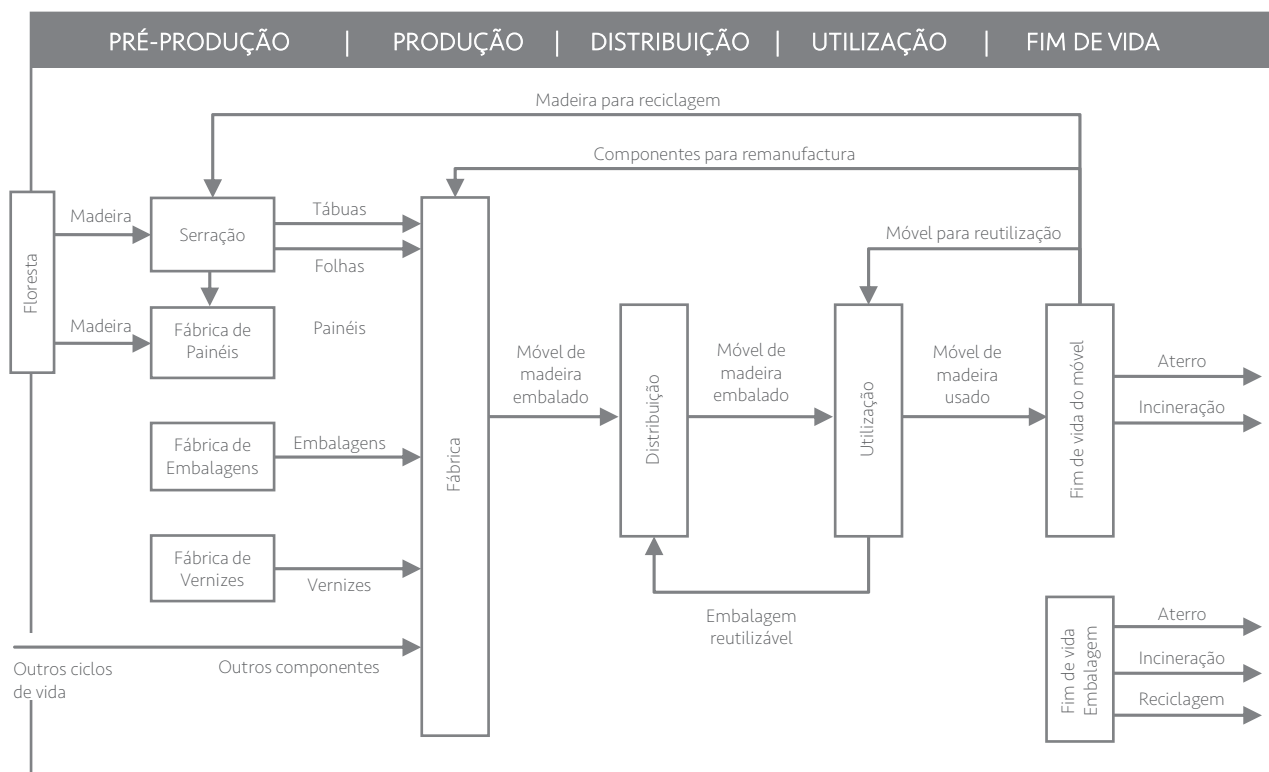 PRÉ-PRODUÇÃO | PRODUÇÃO | DISTRIBUIÇÃO | UTILIZAÇÃO | FIM DE VIDA
Madeira para reciclagem
Componentes para remanufactura
Móvel para reutilização
Floresta
Madeira
Serração
Tábuas
Folhas
Madeira
Fábrica de
Painéis
Painéis
Fábrica de
Embalagens
Embalagens
Fábrica de
Vernizes
Vernizes
Outros ciclos
de vida
Outros componentes
Fábrica
Móvel de
madeira
embalado
Distribuição
Móvel de
madeira
embalado
Utilização
Móvel de
madeira
usado
Embalagem
reutilizável
Fim de vida do móvel
Aterro
Incineração
Fim de vida
Embalagem
Aterro
Incineração
Reciclagem